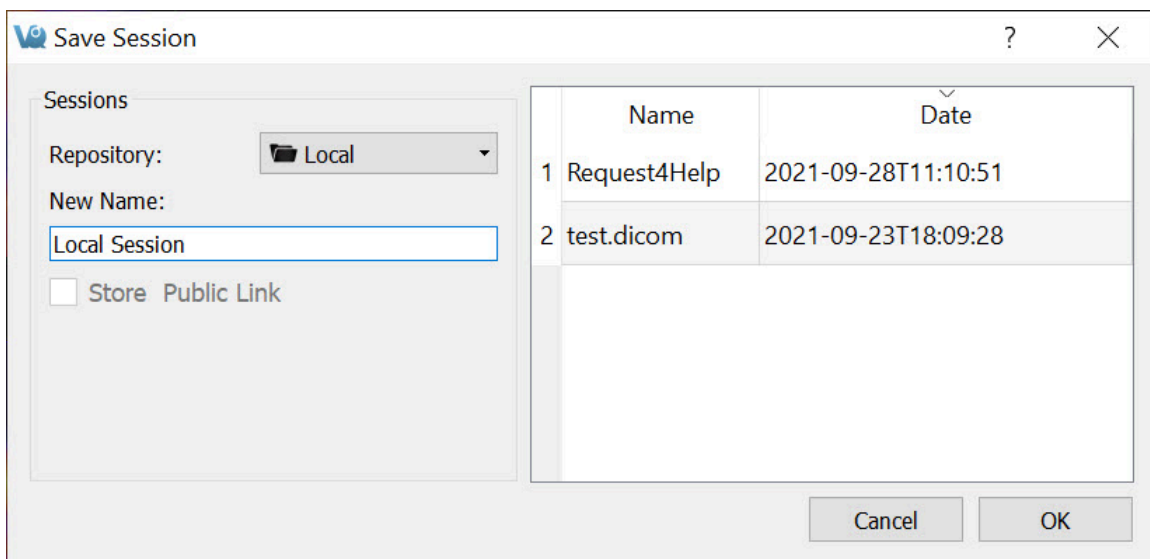 Save Session
Sessions
Repository:
Local
New Name:
Local Session
Store Public Link
Name Date
1 Request4Help 2021-09-28T11:10:51
2 test.dicom 2021-09-23T18:09:28
Cancel OK